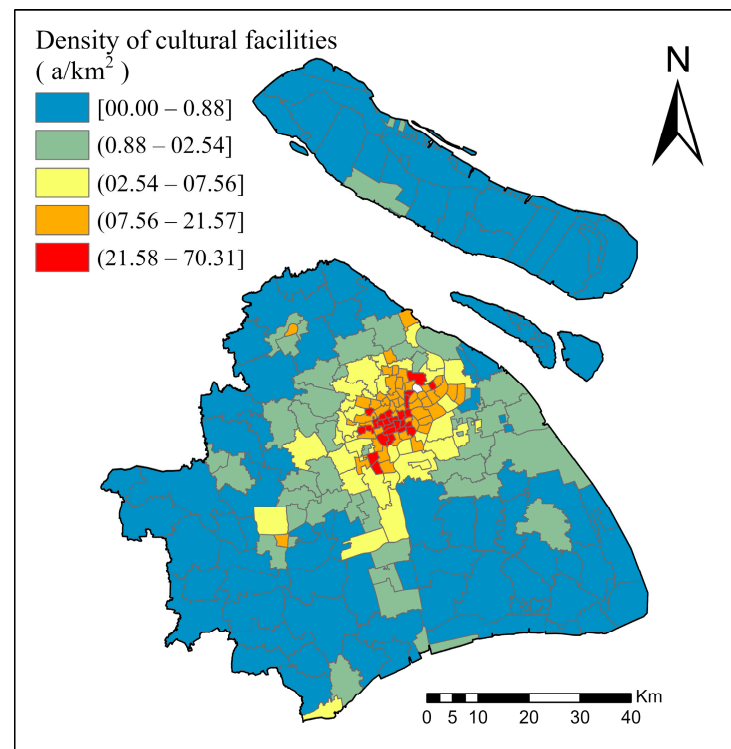 Density of cultural facilities
( a/km² )
[00.00 – 0.88]
(0.88 – 02.54]
(02.54 – 07.56]
(07.56 – 21.57]
(21.58 – 70.31]
N
Km
0 5 10 20 30 40